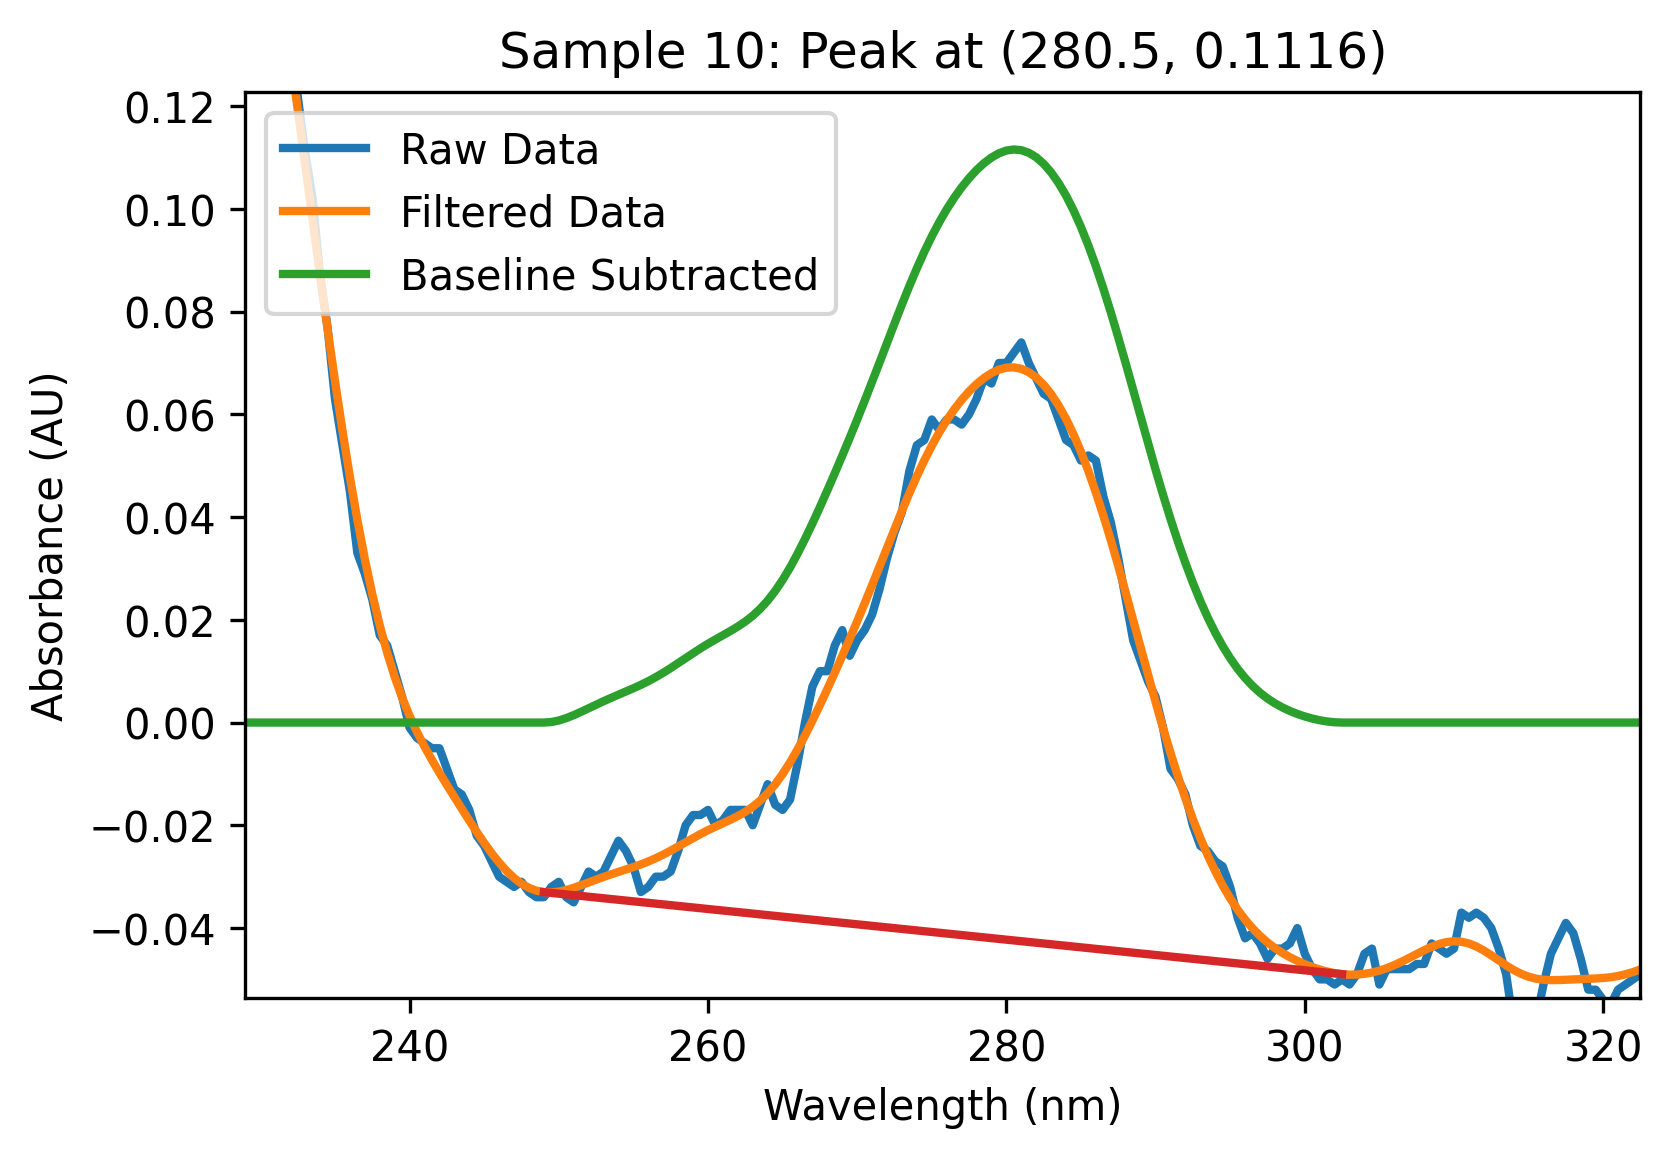 Sample 10: Peak at (280.5, 0.1116)
Raw Data
Filtered Data
Baseline Subtracted
Absorbance (AU)
0.12
0.10
0.08
0.06
0.04
0.02
0.00
−0.02
−0.04
240 260 280 300 320
Wavelength (nm)